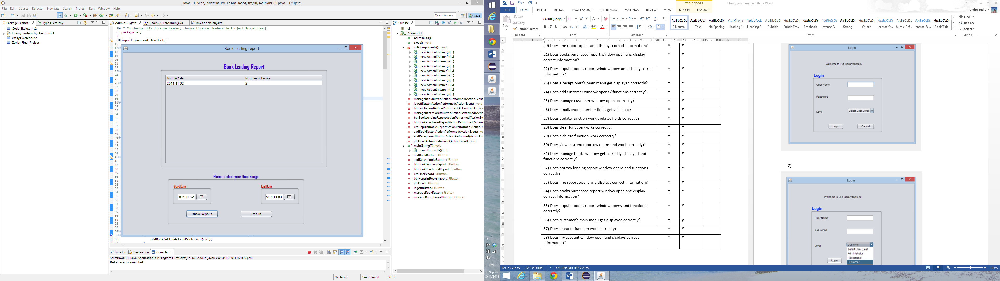 Java - Library_System_by_Team_Root/src/ui/AdiminGUI.java - Eclipse
File Edit Source Refactor Navigate Search Project Run Window Help
Quick Access
Java
Package Explorer
Type Hierarchy
Code_Skeleton_v2
Library_System_by_Team_Root
Wallys Warehouse
Zavier_Final_Project
AdiminGUI.java
BookGUI_ForAdmin.java
DBConnection.java
2 * To change this license header, choose License Headers in Project Properties.
6 package ui;
7
8 import java.awt.Toolkit;
16
17
18
19
20
21
22
23
24
25
26
27
28
29
30
31
32
33
34
35
36
37
38
39
40
41
42
43
44
45
46
47
48
49
50
51
52
53
54
55
56
57
58
59
60
61
62
63
64
65
66 addBookButtonActionPerformed(evt);
Book lending report
Book Lending Report
borrowDate Number of books
2014-11-02 2
Please select your time range
Start Date End Date
014-11-02 014-11-03
Show Reports Return
Javadoc Declaration Console
AdiminGUI (2) [Java Application] C:\Program Files\Java\jre1.8.0_20\bin\javaw.exe (3/11/2014 8:24:29 pm)
Database connected
Writable Smart Insert 30 : 5
Outline
ui
AdiminGUI
AdiminGUI()
close() : void
initComponents() : void
new ActionListener() {...}
new ActionListener() {...}
new ActionListener() {...}
new ActionListener() {...}
new ActionListener() {...}
new ActionListener() {...}
new ActionListener() {...}
new ActionListener() {...}
new ActionListener() {...}
new ActionListener() {...}
manageBookButtonActionPerformed(ActionEvent
logoffButtonActionPerformed(ActionEvent) : void
btnFineRecordActionPerformed(ActionEvent) : voi
manageReceptionistButtonActionPerformed(Actio
btnBookLendingReportActionPerformed(ActionEv
btnBookPurchasedReportActionPerformed(Action
btnPopularBooksReportActionPerformed(ActionEv
addBookButtonActionPerformed(ActionEvent) : vo
addReceptionistButtonActionPerformed(ActionEve
jButton1ActionPerformed(ActionEvent) : void
main(String[]) : void
new Runnable() {...}
addBookButton : JButton
addReceptionistButton : JButton
btnBookLendingReport : JButton
btnBookPurchasedReport : JButton
btnFineRecord : JButton
btnPopularBooksReport : JButton
jButton1 : JButton
logoffButton : JButton
manageBookButton : JButton
manageReceptionistButton : JButton
РУС
8:24 p.m.
3/11/2014
TABLE TOOLS
Library program Test Plan - Word
FILE HOME INSERT DESIGN PAGE LAYOUT REFERENCES MAILINGS REVIEW VIEW DESIGN LAYOUT
andre andre
Paste
Cut
Copy
Format Painter
Clipboard
Calibri (Body) 11
Font
Paragraph
AaBbCcDc AaBbCcI AaBbCcDc AaBbCc AaBbCcE AaBbCcC AaBbCcDc AaBbCcDc AaBbCcDc AaBbCcDc AaBbCcDc AaBbCcDc AABBCCDC AABBCCDE AaBbCcDc
¶ Normal Title No Spacing Heading 1 Heading 2 Subtitle Subtle Em... Emphasis Intense E... Strong Quote Intense Q... Subtle Ref... Intense Re... Book Title
Styles
Find
Replace
Select
Editing
20) Does fine report opens and displays correct information? Y Y
21) Does books purchased report window open and display Y Y
correct information?
22) Does popular books report window open and display correct Y Y
information?
23) Does a receptionist's main menu get displayed correctly? Y Y
24) Does add customer window opens / functions correctly? Y Y
25) Does manage customer window opens correctly? Y Y
26) Does email/phone number fields get validated? Y Y
27) Does update function work updates fields correctly? Y Y
28) Does clear function works correctly? Y Y
29) Does a delete function work correctly? Y Y
30) Does view customer borrow opens and work correctly? Y Y
31) Does manage books window get correctly displayed and Y Y
functions correctly?
32) Does borrow lending report window opens and functions Y Y
correctly?
33) Does fine report opens and displays correct information? Y Y
34) Does books purchased report window open and display Y Y
correct information?
35) Does popular books report window opens and functions Y Y
correctly?
36) Does customer's main menu get displayed correctly? Y y
37) Does a search function work correctly? Y Y
38) Does my account window open and displays correct Y Y
information?
Login
Welcome to use Library System!
Login
User Name
Password
Level Select User Level
Login Cancel
2)
Login
Welcome to use Library System!
Login
User Name
Password
Level Customer
Select User Level
Administrator
Receptionist
Customer
Login
PAGE 9 OF 53 2347 WORDS ENGLISH (UNITED STATES)
110 %